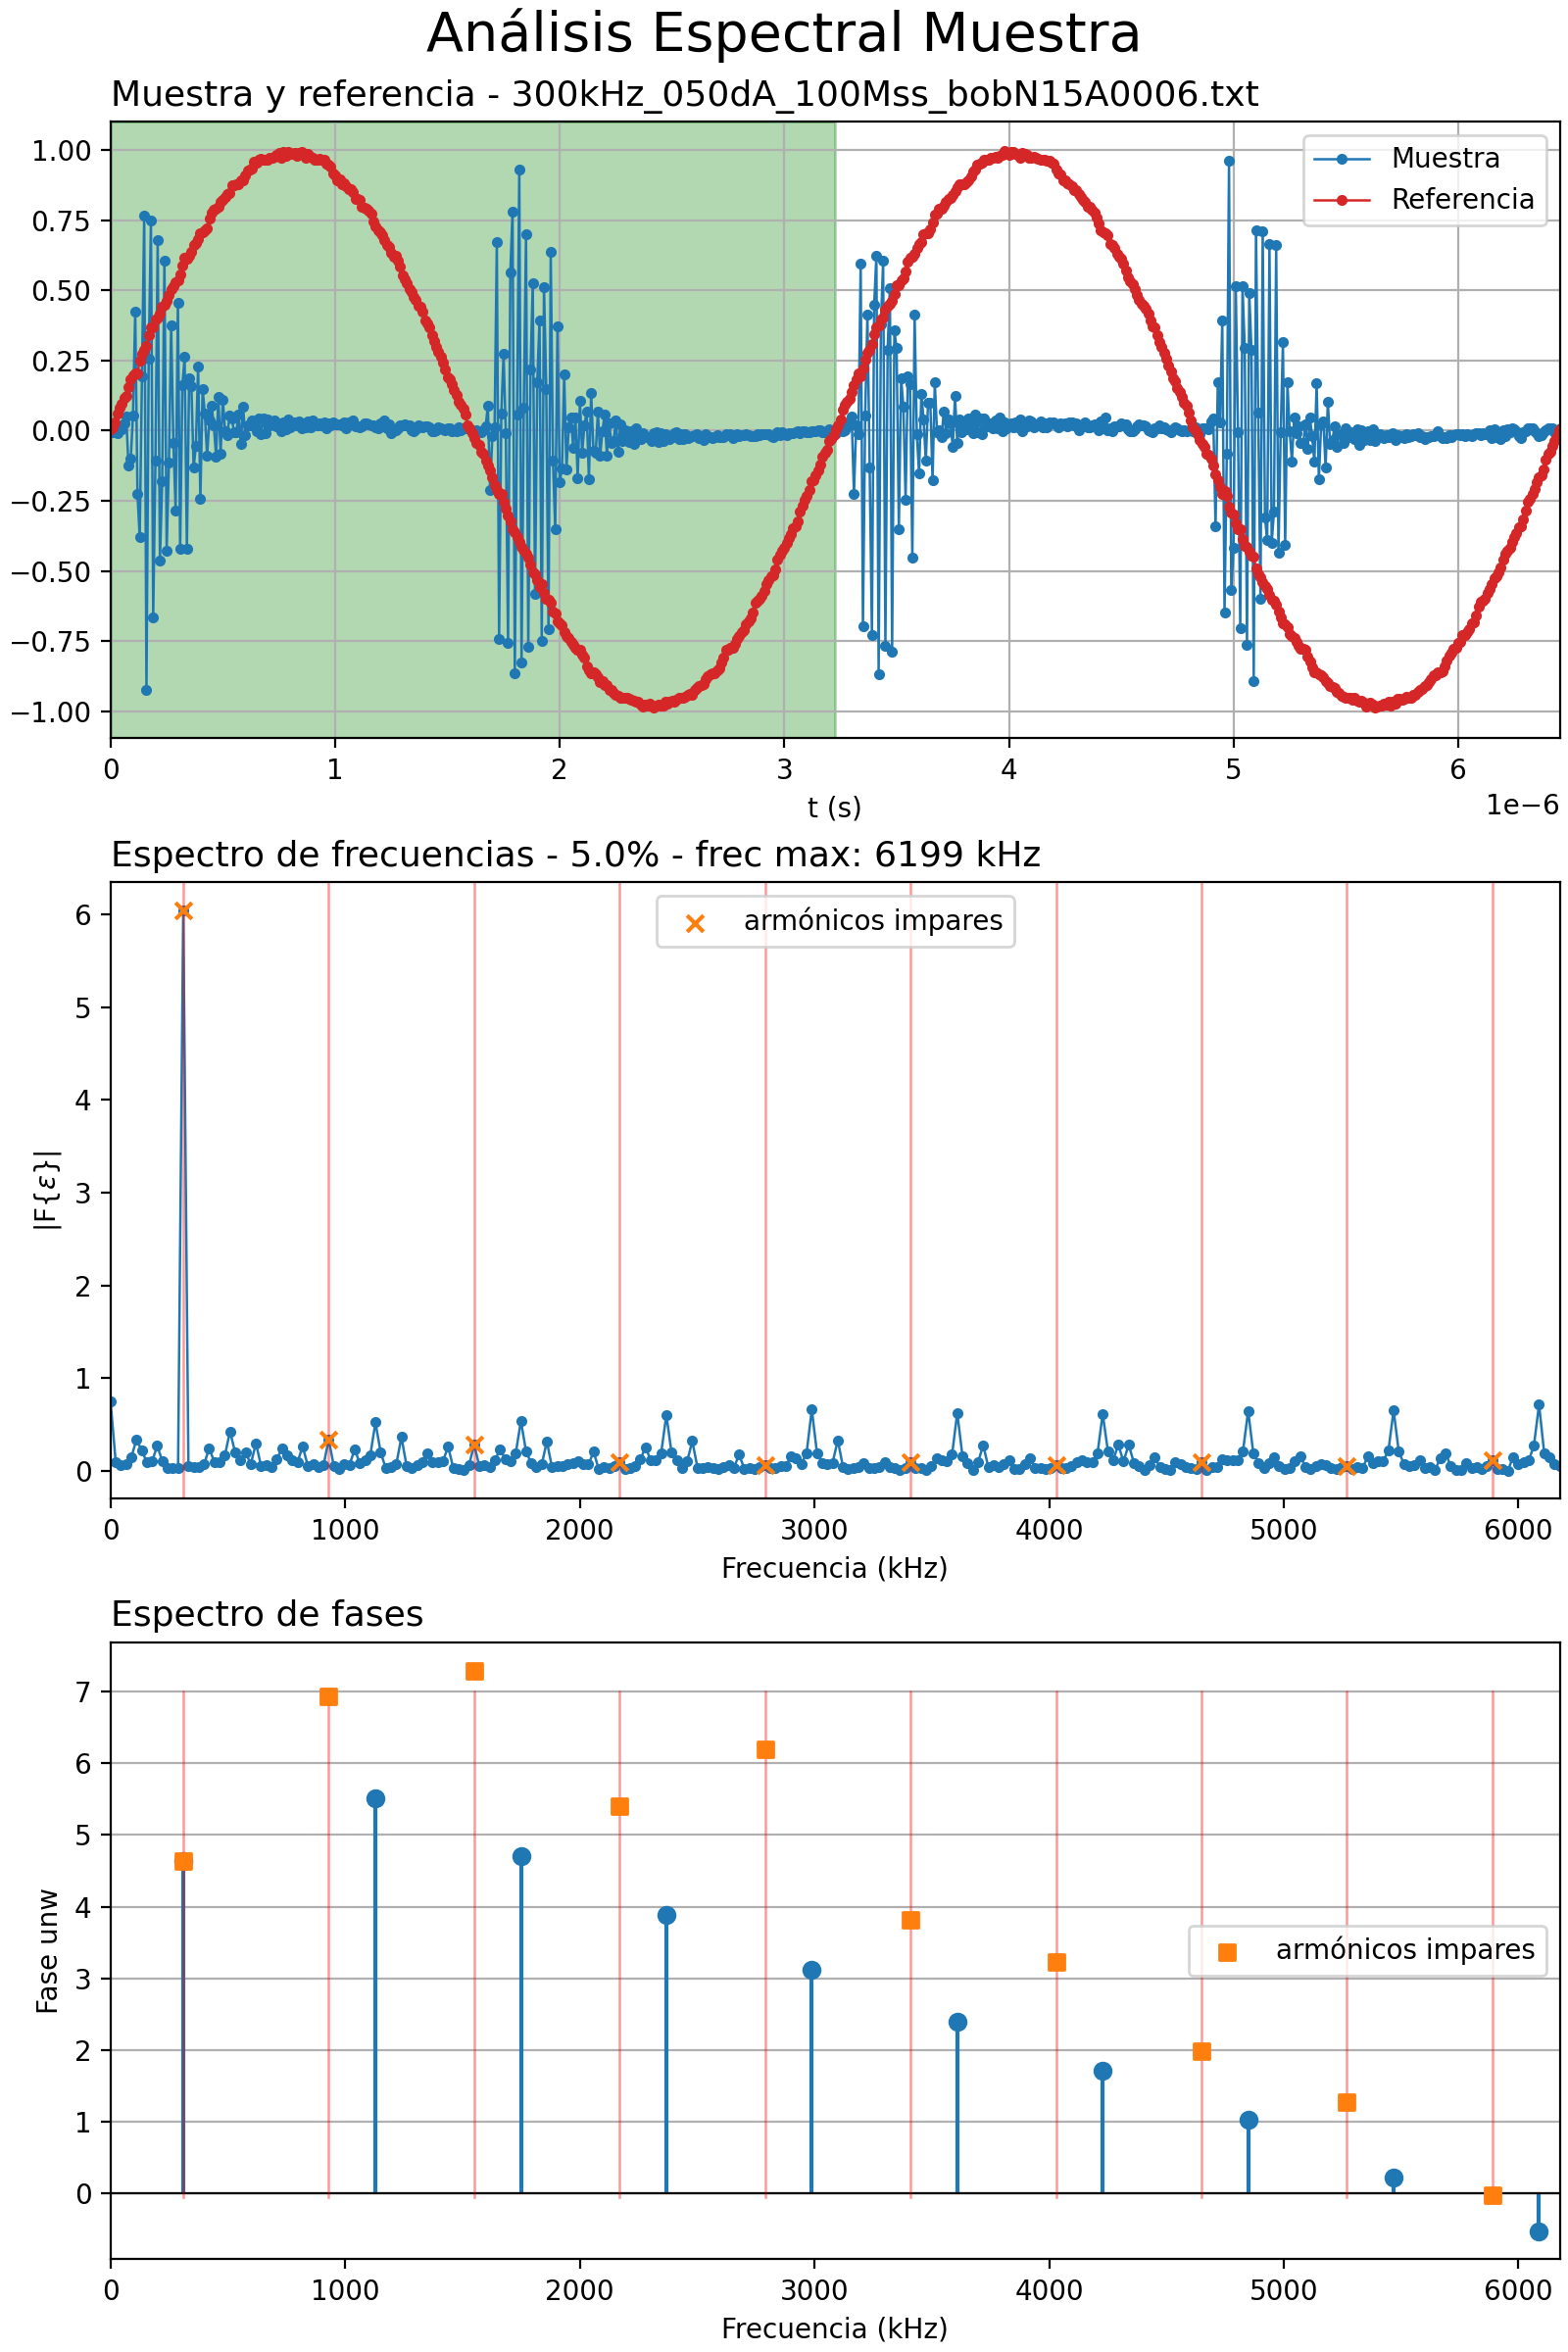 Análisis Espectral Muestra
Muestra y referencia - 300kHz_050dA_100Mss_bobN15A0006.txt
1.00
0.75
0.50
0.25
0.00
−0.25
−0.50
−0.75
−1.00
Muestra
Referencia
0 1 2 3 4 5 6
t (s)
1e−6
Espectro de frecuencias - 5.0% - frec max: 6199 kHz
armónicos impares
6
5
4
3
2
1
0
|F{ε}|
0 1000 2000 3000 4000 5000 6000
Frecuencia (kHz)
Espectro de fases
7
6
5
4
3
2
1
0
Fase unw
armónicos impares
0 1000 2000 3000 4000 5000 6000
Frecuencia (kHz)